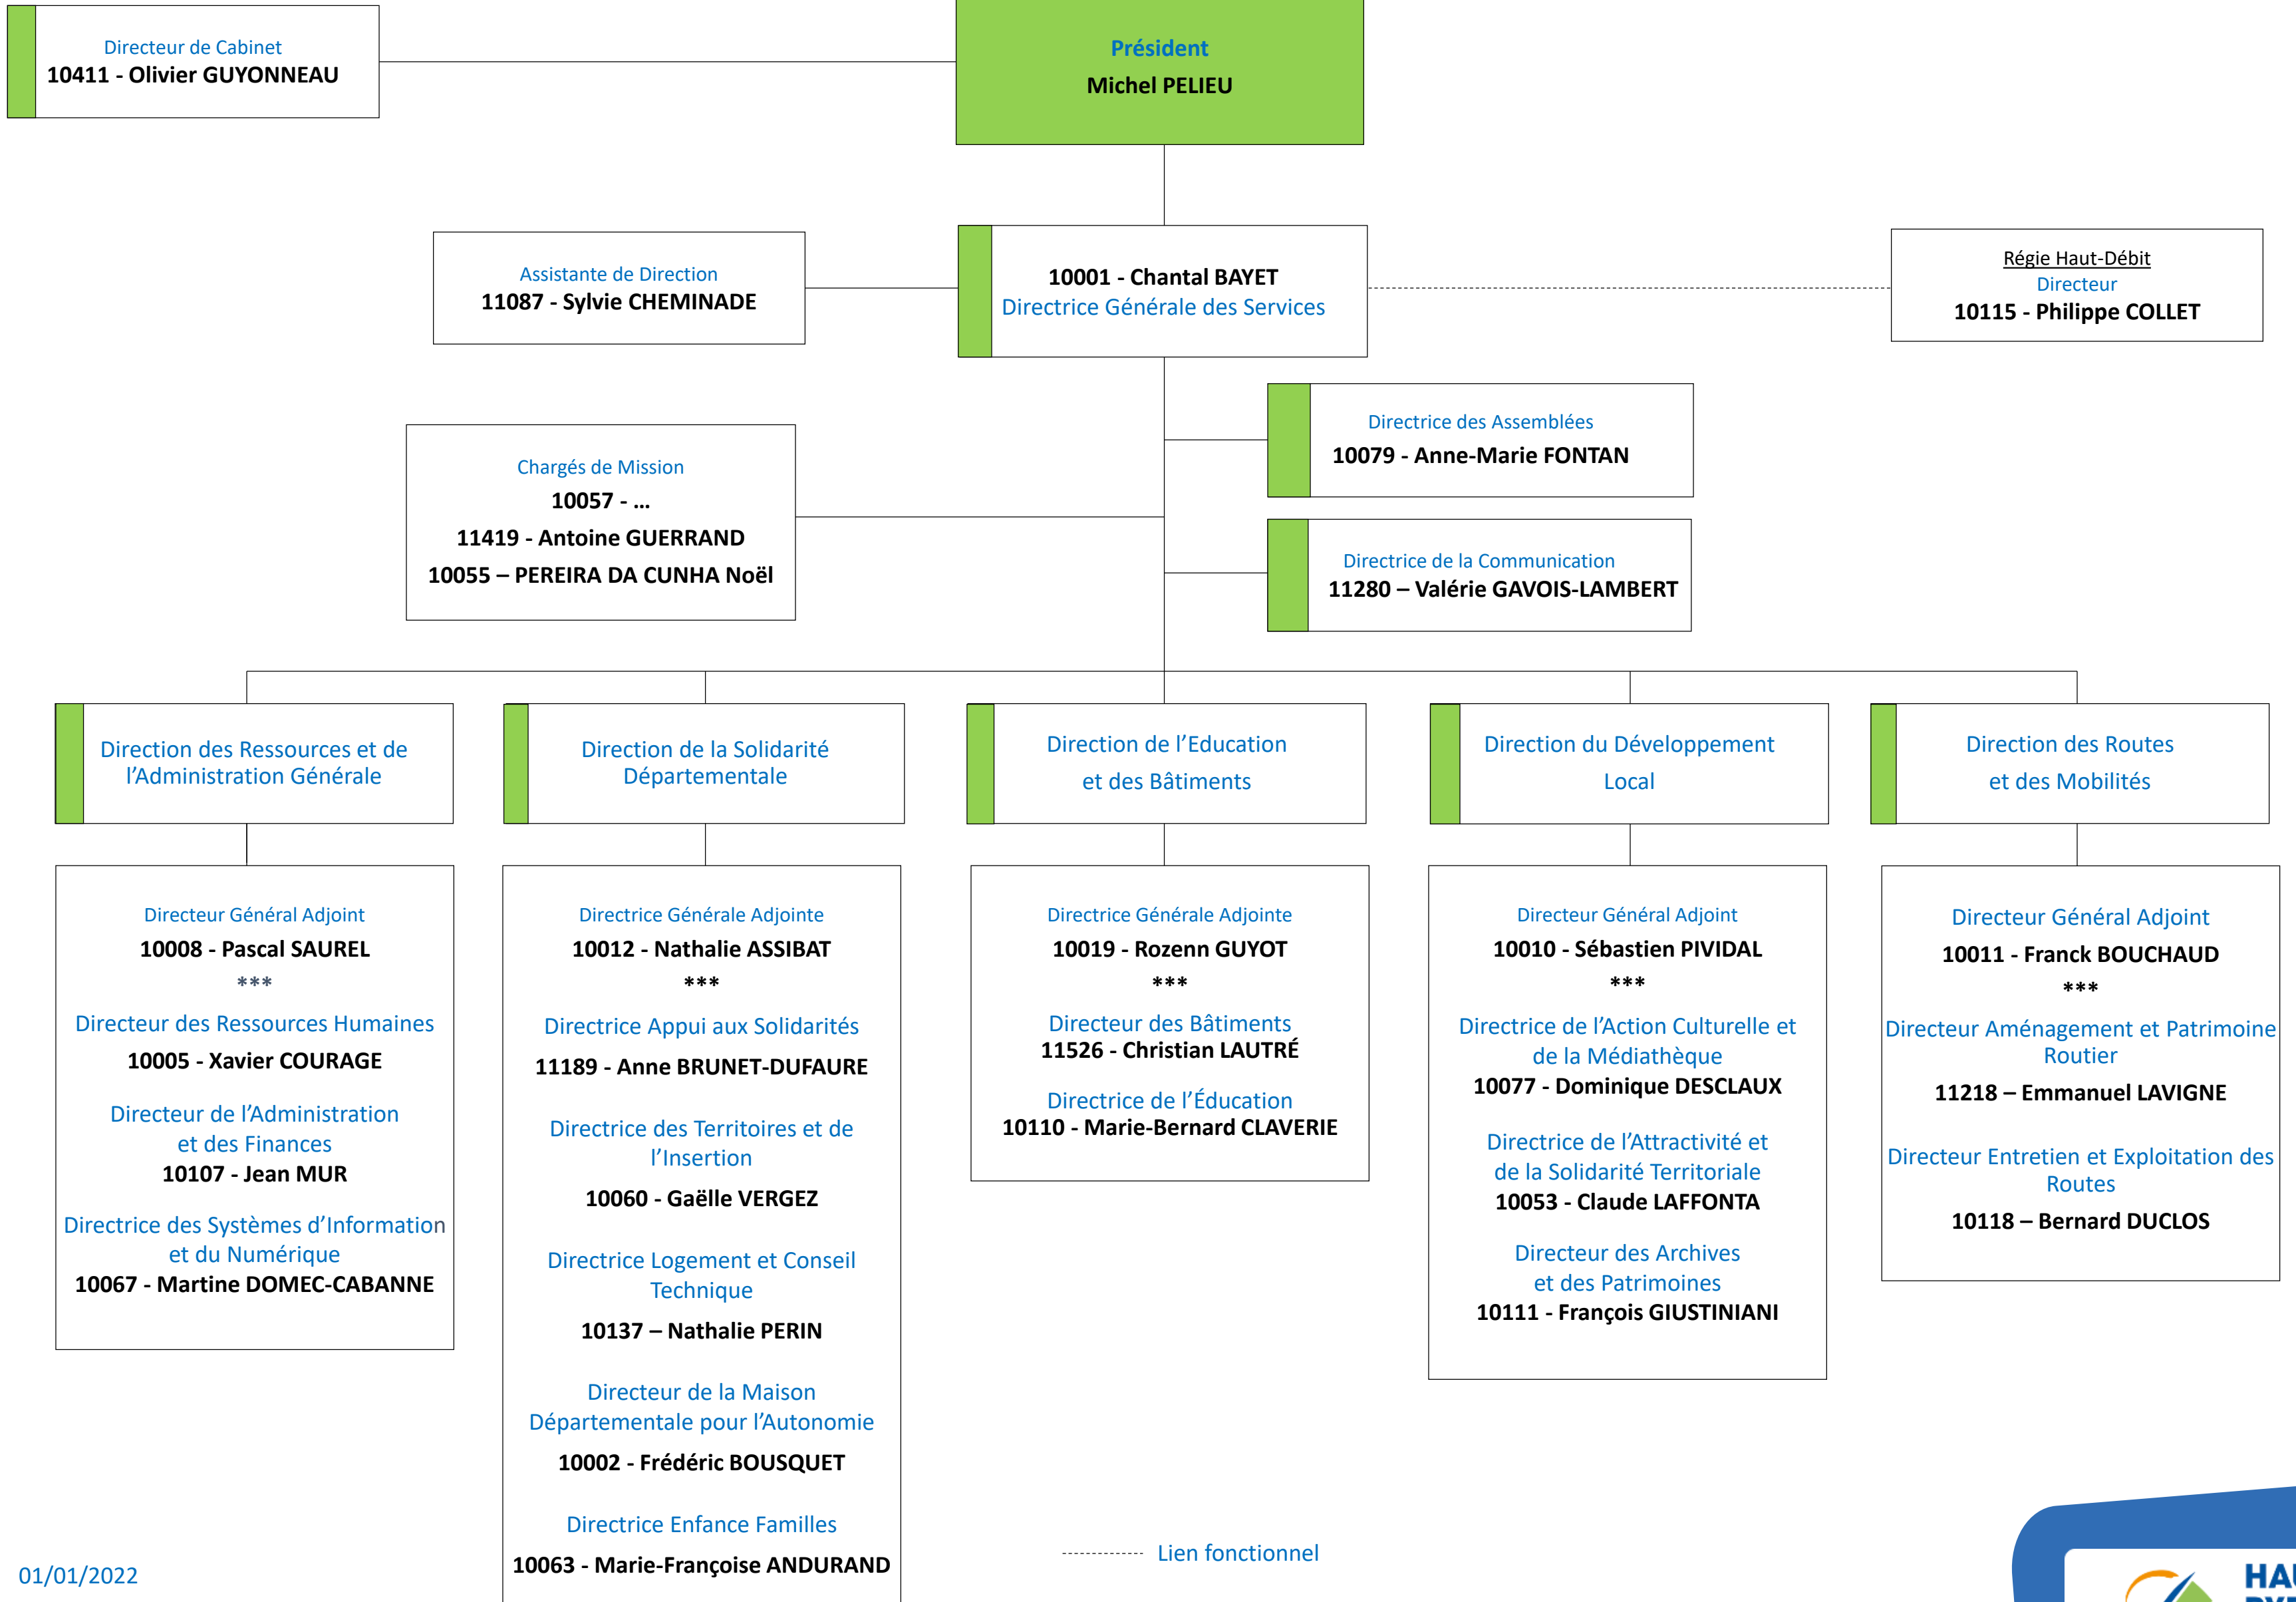 Directeur de Cabinet
10411 - Olivier GUYONNEAU
Président
Michel PELIEU
Assistante de Direction
11087 - Sylvie CHEMINADE
10001 - Chantal BAYET
Directrice Générale des Services
Régie Haut-Débit
Directeur
10115 - Philippe COLLET
Directrice des Assemblées
10079 - Anne-Marie FONTAN
Chargés de Mission
10057 - ...
11419 - Antoine GUERRAND
10055 – PEREIRA DA CUNHA Noël
Directrice de la Communication
11280 – Valérie GAVOIS-LAMBERT
Direction des Ressources et de
l’Administration Générale
Direction de la Solidarité
Départementale
Direction de l’Education
et des Bâtiments
Direction du Développement
Local
Direction des Routes
et des Mobilités
Directeur Général Adjoint
10008 - Pascal SAUREL
***
Directeur des Ressources Humaines
10005 - Xavier COURAGE
Directeur de l’Administration
et des Finances
10107 - Jean MUR
Directrice des Systèmes d’Information
et du Numérique
10067 - Martine DOMEC-CABANNE
Directrice Générale Adjointe
10012 - Nathalie ASSIBAT
***
Directrice Appui aux Solidarités
11189 - Anne BRUNET-DUFAURE
Directrice des Territoires et de
l’Insertion
10060 - Gaëlle VERGEZ
Directrice Logement et Conseil
Technique
10137 – Nathalie PERIN
Directeur de la Maison
Départementale pour l’Autonomie
10002 - Frédéric BOUSQUET
Directrice Enfance Familles
10063 - Marie-Françoise ANDURAND
Directrice Générale Adjointe
10019 - Rozenn GUYOT
***
Directeur des Bâtiments
11526 - Christian LAUTRÉ
Directrice de l’Éducation
10110 - Marie-Bernard CLAVERIE
Directeur Général Adjoint
10010 - Sébastien PIVIDAL
***
Directrice de l’Action Culturelle et
de la Médiathèque
10077 - Dominique DESCLAUX
Directrice de l’Attractivité et
de la Solidarité Territoriale
10053 - Claude LAFFONTA
Directeur des Archives
et des Patrimoines
10111 - François GIUSTINIANI
Directeur Général Adjoint
10011 - Franck BOUCHAUD
***
Directeur Aménagement et Patrimoine
Routier
11218 – Emmanuel LAVIGNE
Directeur Entretien et Exploitation des
Routes
10118 – Bernard DUCLOS
Lien fonctionnel
01/01/2022